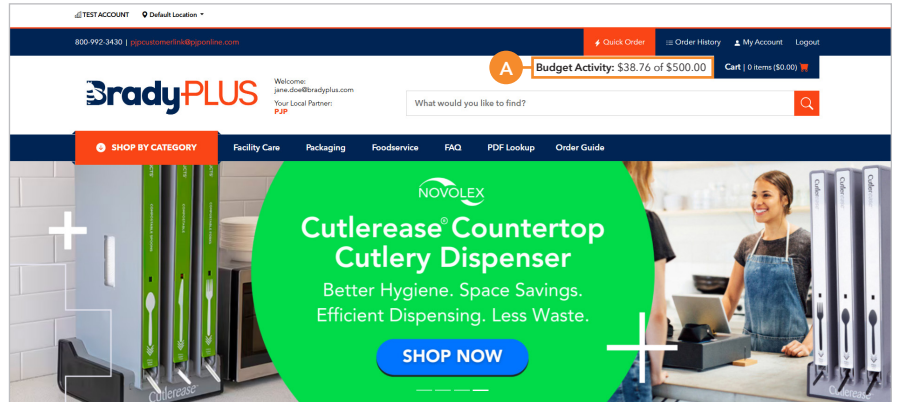 TEST ACCOUNT Default Location
800-992-3430 | pjpcustomerlink@pjponline.com Quick Order Order History My Account Logout
A Budget Activity: $38.76 of $500.00 Cart | 0 items ($0.00)
BradyPLUS
Welcome:
jane.doe@bradyplus.com
Your Local Partner:
PJP
What would you like to find?
SHOP BY CATEGORY Facility Care Packaging Foodservice FAQ PDF Lookup Order Guide
NOVOLEX
Cutlerease® Countertop
Cutlery Dispenser
Better Hygiene. Space Savings.
Efficient Dispensing. Less Waste.
SHOP NOW
Cutlerease
Cutlerease